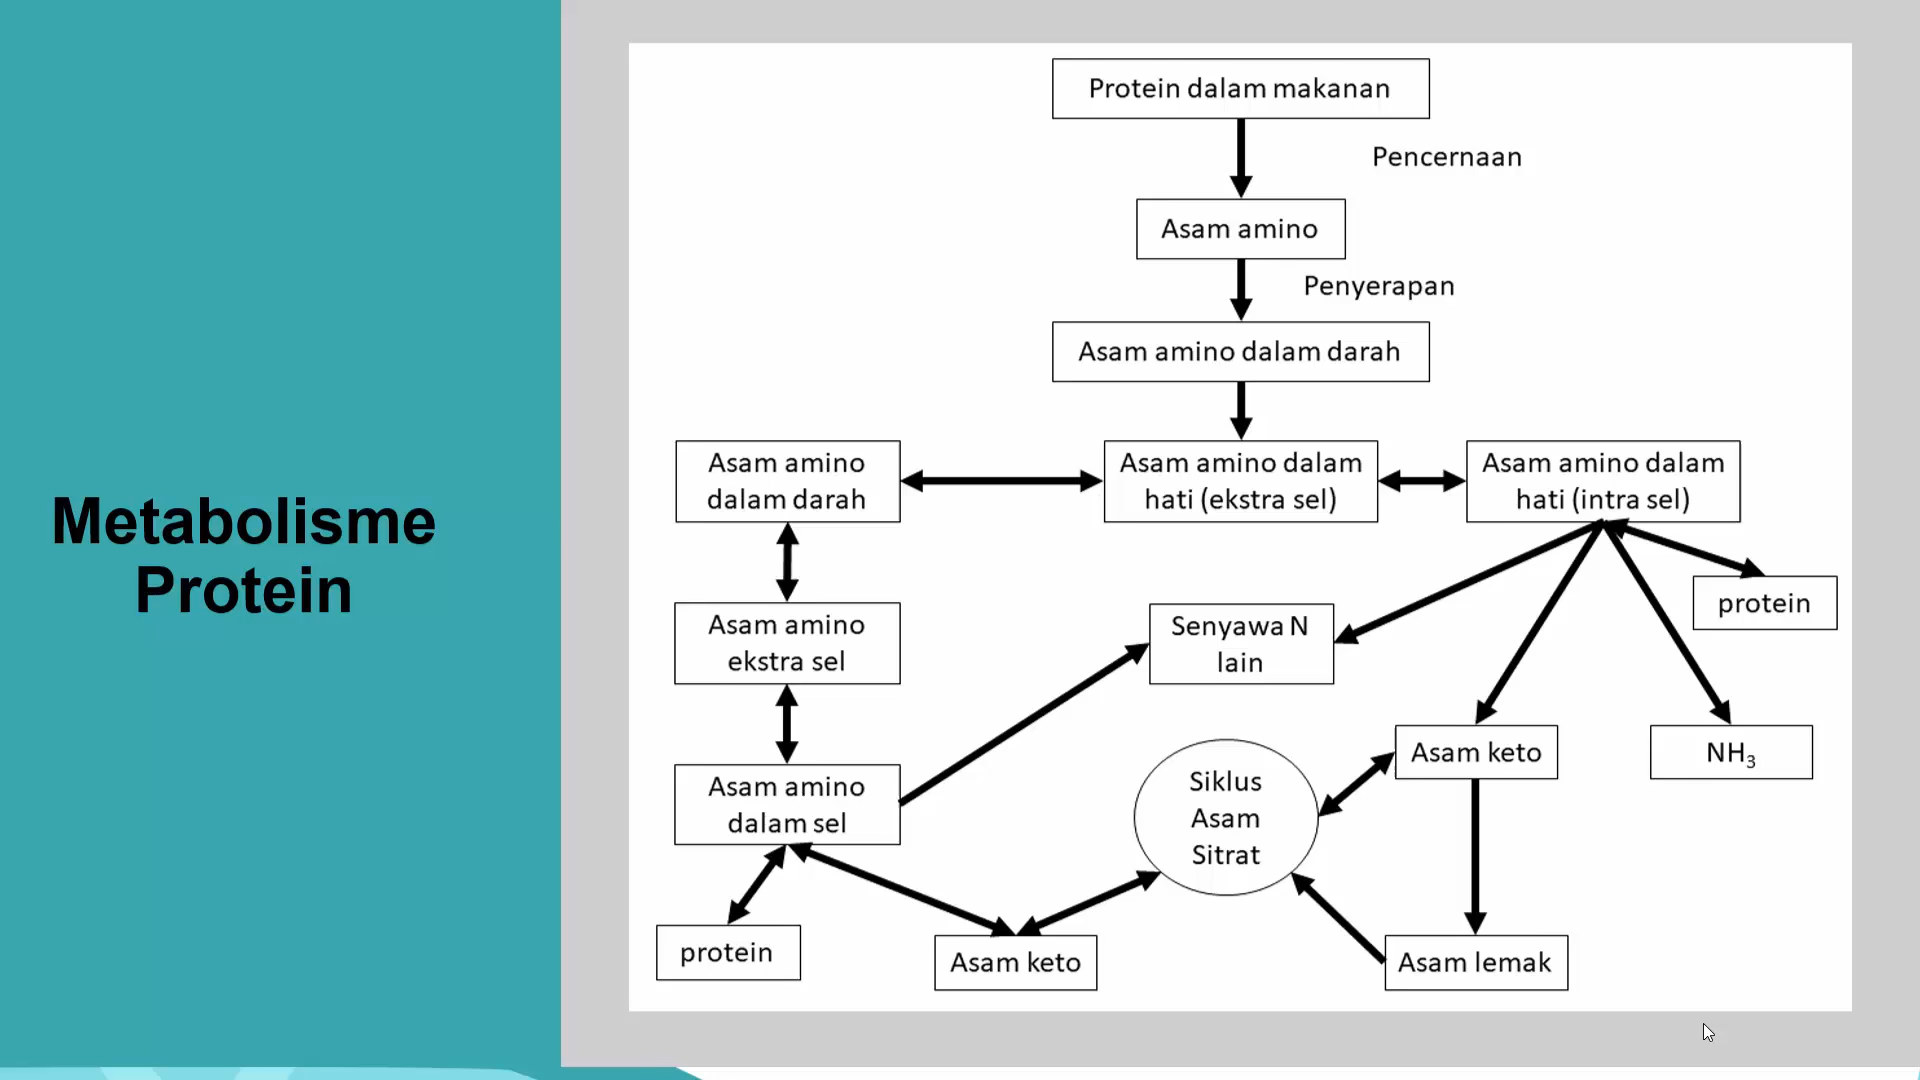 Metabolisme
Protein
Protein dalam makanan
Pencernaan
Asam amino
Penyerapan
Asam amino dalam darah
Asam amino
dalam darah
Asam amino dalam
hati (ekstra sel)
Asam amino dalam
hati (intra sel)
protein
Asam amino
ekstra sel
Senyawa N
lain
Asam amino
dalam sel
Siklus
Asam
Sitrat
Asam keto
NH₃
protein
Asam keto
Asam lemak